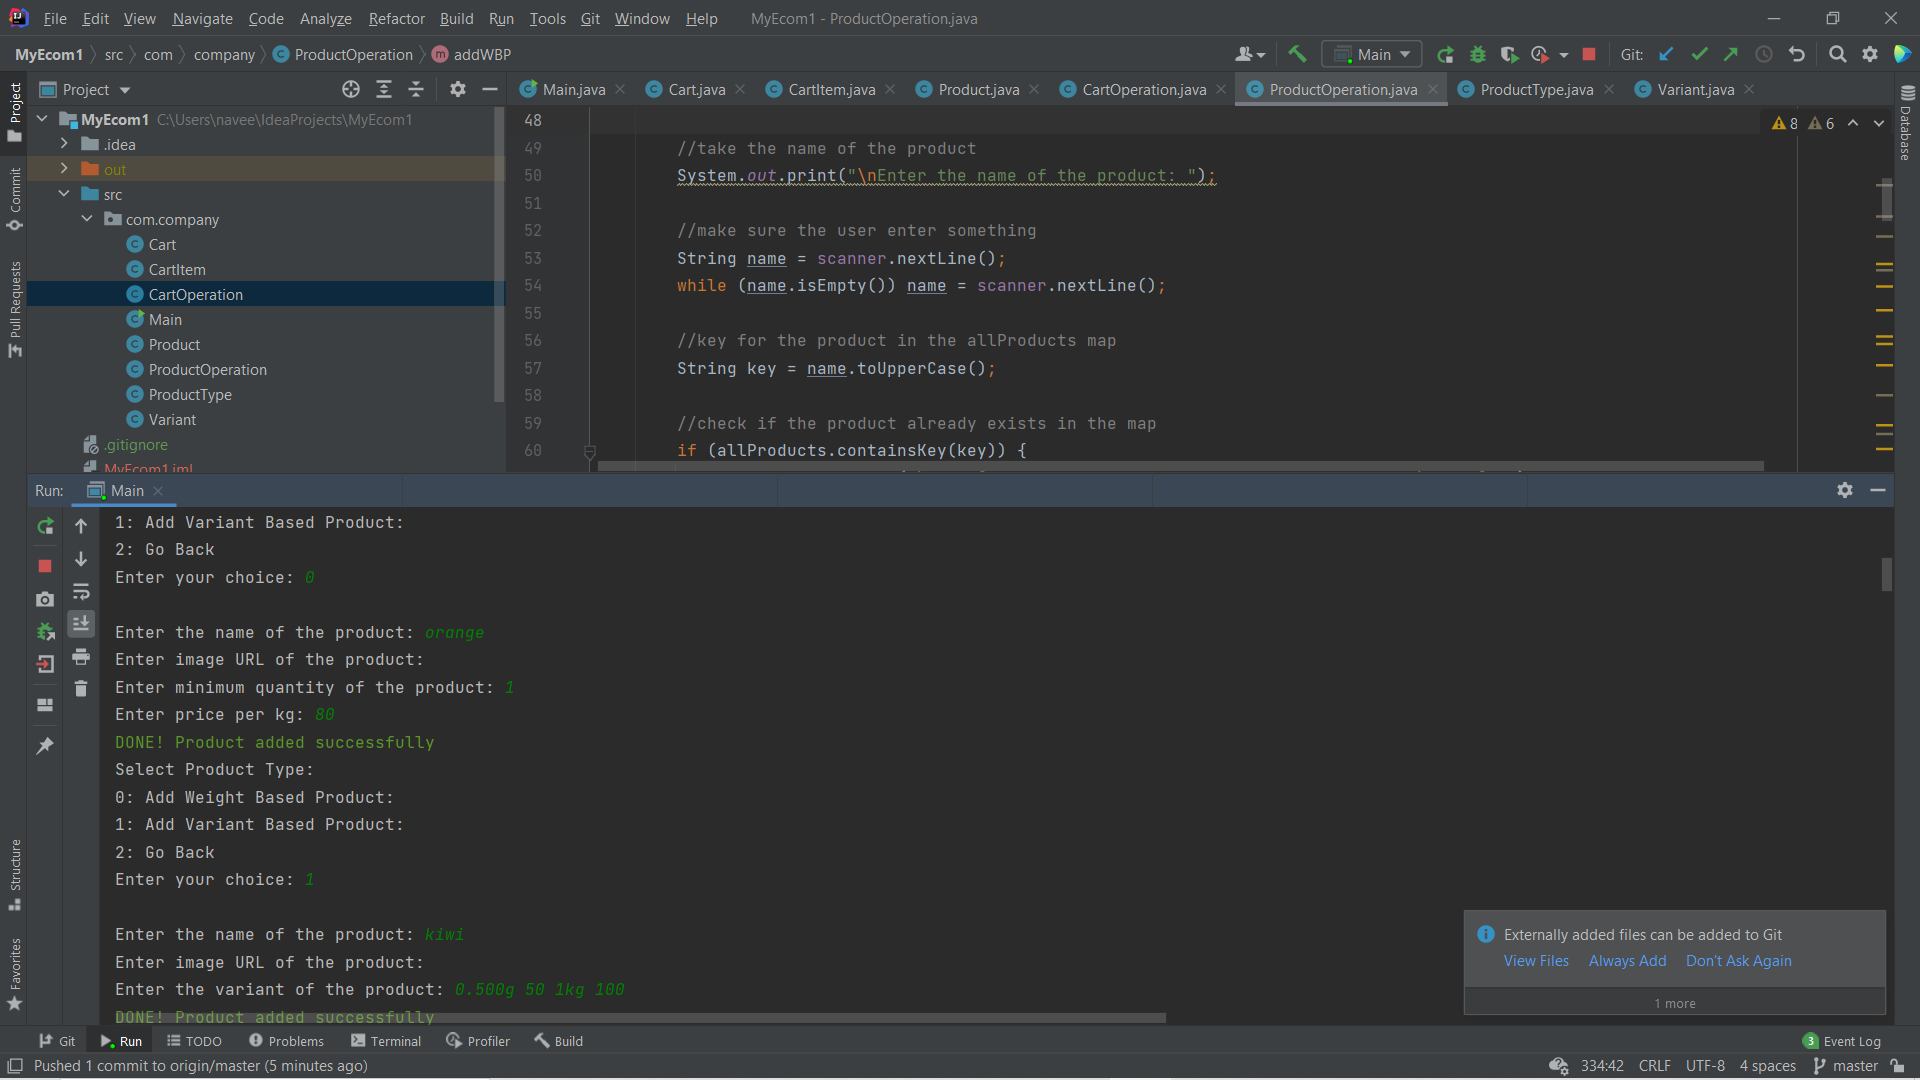 File Edit View Navigate Code Analyze Refactor Build Run Tools Git Window Help MyEcom1 - ProductOperation.java
MyEcom1 src com company ProductOperation addWBP Main Git:
Project Main.java Cart.java CartItem.java Product.java CartOperation.java ProductOperation.java ProductType.java Variant.java
MyEcom1 C:\Users\navee\IdeaProjects\MyEcom1
.idea
out
src
com.company
Cart
CartItem
CartOperation
Main
Product
ProductOperation
ProductType
Variant
.gitignore
MyEcom1.iml
Project
Commit
Pull Requests
Structure
Favorites
Database
8 6
48
49 //take the name of the product
50 System.out.print("\nEnter the name of the product: ");
51
52 //make sure the user enter something
53 String name = scanner.nextLine();
54 while (name.isEmpty()) name = scanner.nextLine();
55
56 //key for the product in the allProducts map
57 String key = name.toUpperCase();
58
59 //check if the product already exists in the map
60 if (allProducts.containsKey(key)) {
Run: Main
1: Add Variant Based Product:
2: Go Back
Enter your choice: 0
Enter the name of the product: orange
Enter image URL of the product:
Enter minimum quantity of the product: 1
Enter price per kg: 80
DONE! Product added successfully
Select Product Type:
0: Add Weight Based Product:
1: Add Variant Based Product:
2: Go Back
Enter your choice: 1
Enter the name of the product: kiwi
Enter image URL of the product:
Enter the variant of the product: 0.500g 50 1kg 100
DONE! Product added successfully
Externally added files can be added to Git
View Files Always Add Don't Ask Again
1 more
Git Run TODO Problems Terminal Profiler Build 3 Event Log
Pushed 1 commit to origin/master (5 minutes ago) 334:42 CRLF UTF-8 4 spaces master